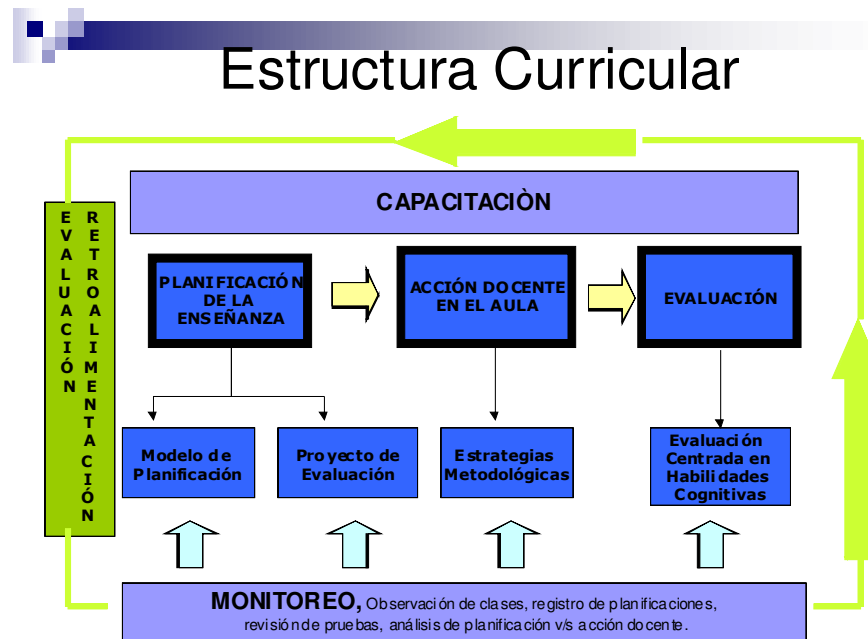 Estructura Curricular
CAPACITACIÒN
EVALUACIÓN
RETROALIMENTACIÓN
PLANIFICACIÓN
DE LA
ENSEÑANZA
ACCIÓN DOCENTE
EN EL AULA
EVALUACIÓN
Modelo de
Planificación
Proyecto de
Evaluación
Estrategias
Metodológicas
Evaluación
Centrada en
Habilidades
Cognitivas
MONITOREO, Observación de clases, registro de planificaciones,
revisión de pruebas, análisis de planificación v/s acción docente.